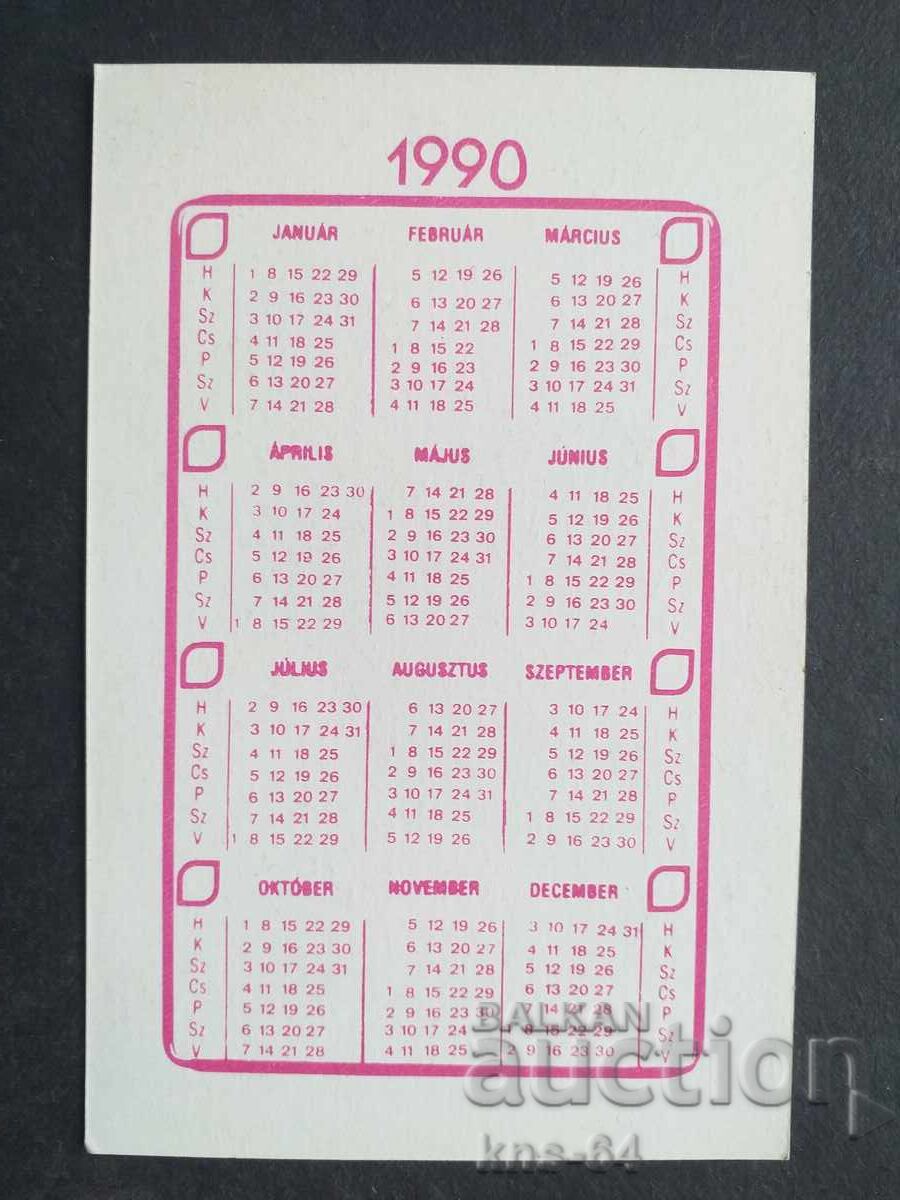 1990
JANUÁR FEBRUÁR MÁRCIUS
H 1 8 15 22 29 5 12 19 26 5 12 19 26 H
K 2 9 16 23 30 6 13 20 27 6 13 20 27 K
Sz 3 10 17 24 31 7 14 21 28 7 14 21 28 Sz
Cs 4 11 18 25 1 8 15 22 1 8 15 22 29 Cs
P 5 12 19 26 2 9 16 23 2 9 16 23 30 P
Sz 6 13 20 27 3 10 17 24 3 10 17 24 31 Sz
V 7 14 21 28 4 11 18 25 4 11 18 25 V
ÁPRILIS MÁJUS JÚNIUS
H 2 9 16 23 30 7 14 21 28 4 11 18 25 H
K 3 10 17 24 1 8 15 22 29 5 12 19 26 K
Sz 4 11 18 25 2 9 16 23 30 6 13 20 27 Sz
Cs 5 12 19 26 3 10 17 24 31 7 14 21 28 Cs
P 6 13 20 27 4 11 18 25 1 8 15 22 29 P
Sz 7 14 21 28 5 12 19 26 2 9 16 23 30 Sz
V 1 8 15 22 29 6 13 20 27 3 10 17 24 V
JÚLIUS AUGUSZTUS SZEPTEMBER
H 2 9 16 23 30 6 13 20 27 3 10 17 24 H
K 3 10 17 24 31 7 14 21 28 4 11 18 25 K
Sz 4 11 18 25 1 8 15 22 29 5 12 19 26 Sz
Cs 5 12 19 26 2 9 16 23 30 6 13 20 27 Cs
P 6 13 20 27 3 10 17 24 31 7 14 21 28 P
Sz 7 14 21 28 4 11 18 25 1 8 15 22 29 Sz
V 1 8 15 22 29 5 12 19 26 2 9 16 23 30 V
OKTÓBER NOVEMBER DECEMBER
H 1 8 15 22 29 5 12 19 26 3 10 17 24 31 H
K 2 9 16 23 30 6 13 20 27 4 11 18 25 K
Sz 3 10 17 24 31 7 14 21 28 5 12 19 26 Sz
Cs 4 11 18 25 1 8 15 22 29 6 13 20 27 Cs
P 5 12 19 26 2 9 16 23 30 14 21 28 P
Sz 6 13 20 27 3 10 17 24 8 15 22 29 Sz
V 7 14 21 28 4 11 18 25 2 9 16 23 30 V
BALKAN
auction
kns-64